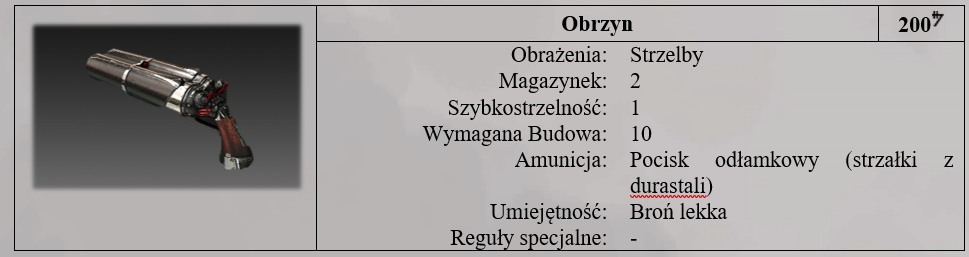 Obrzyn 200
Obrażenia: Strzelby
Magazynek: 2
Szybkostrzelność: 1
Wymagana Budowa: 10
Amunicja: Pocisk odłamkowy (strzałki z
durastali)
Umiejętność: Broń lekka
Reguły specjalne: -